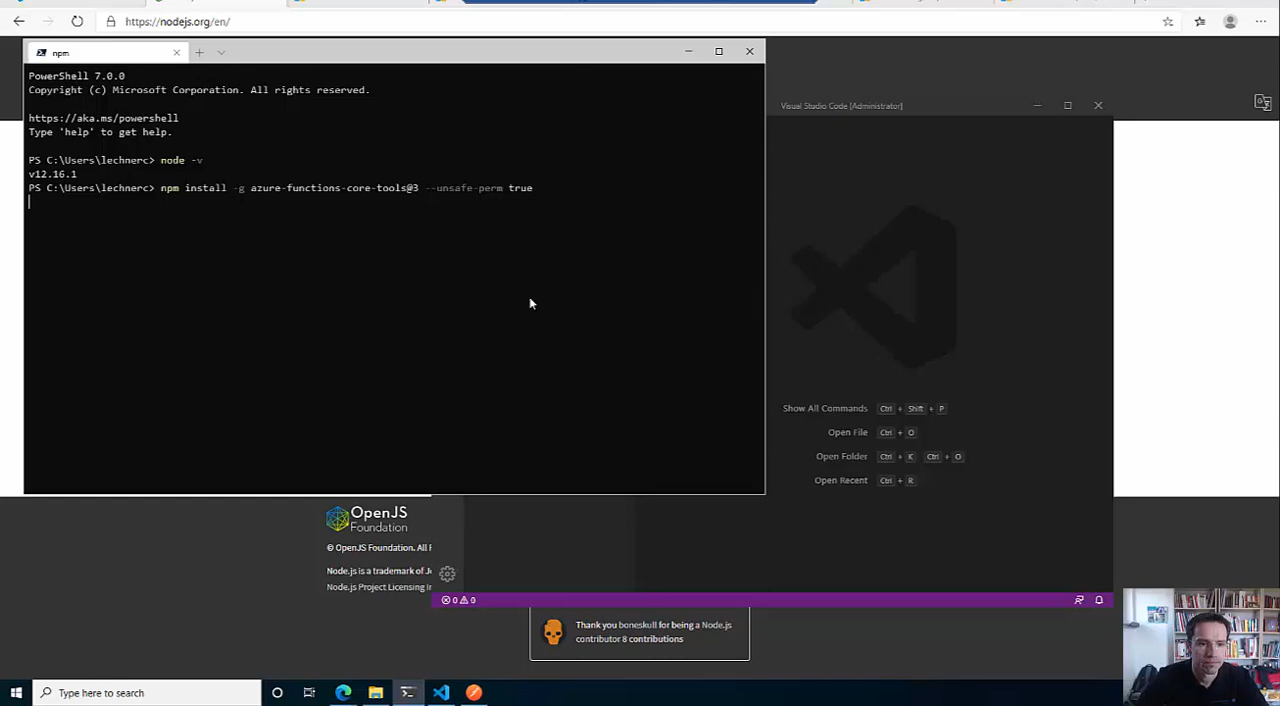 https://nodejs.org/en/
npm
PowerShell 7.0.0
Copyright (c) Microsoft Corporation. All rights reserved.
https://aka.ms/powershell
Type 'help' to get help.
PS C:\Users\lechnerc> node -v
v12.16.1
PS C:\Users\lechnerc> npm install -g azure-functions-core-tools@3 --unsafe-perm true
Visual Studio Code [Administrator]
Show All Commands Ctrl + Shift + P
Open File Ctrl + O
Open Folder Ctrl + K Ctrl + O
Open Recent Ctrl + R
OpenJS
Foundation
© OpenJS Foundation. All
Node.js is a trademark of
Node.js Project Licensing
0 0
Thank you boneskull for being a Node.js
contributor 8 contributions
Type here to search